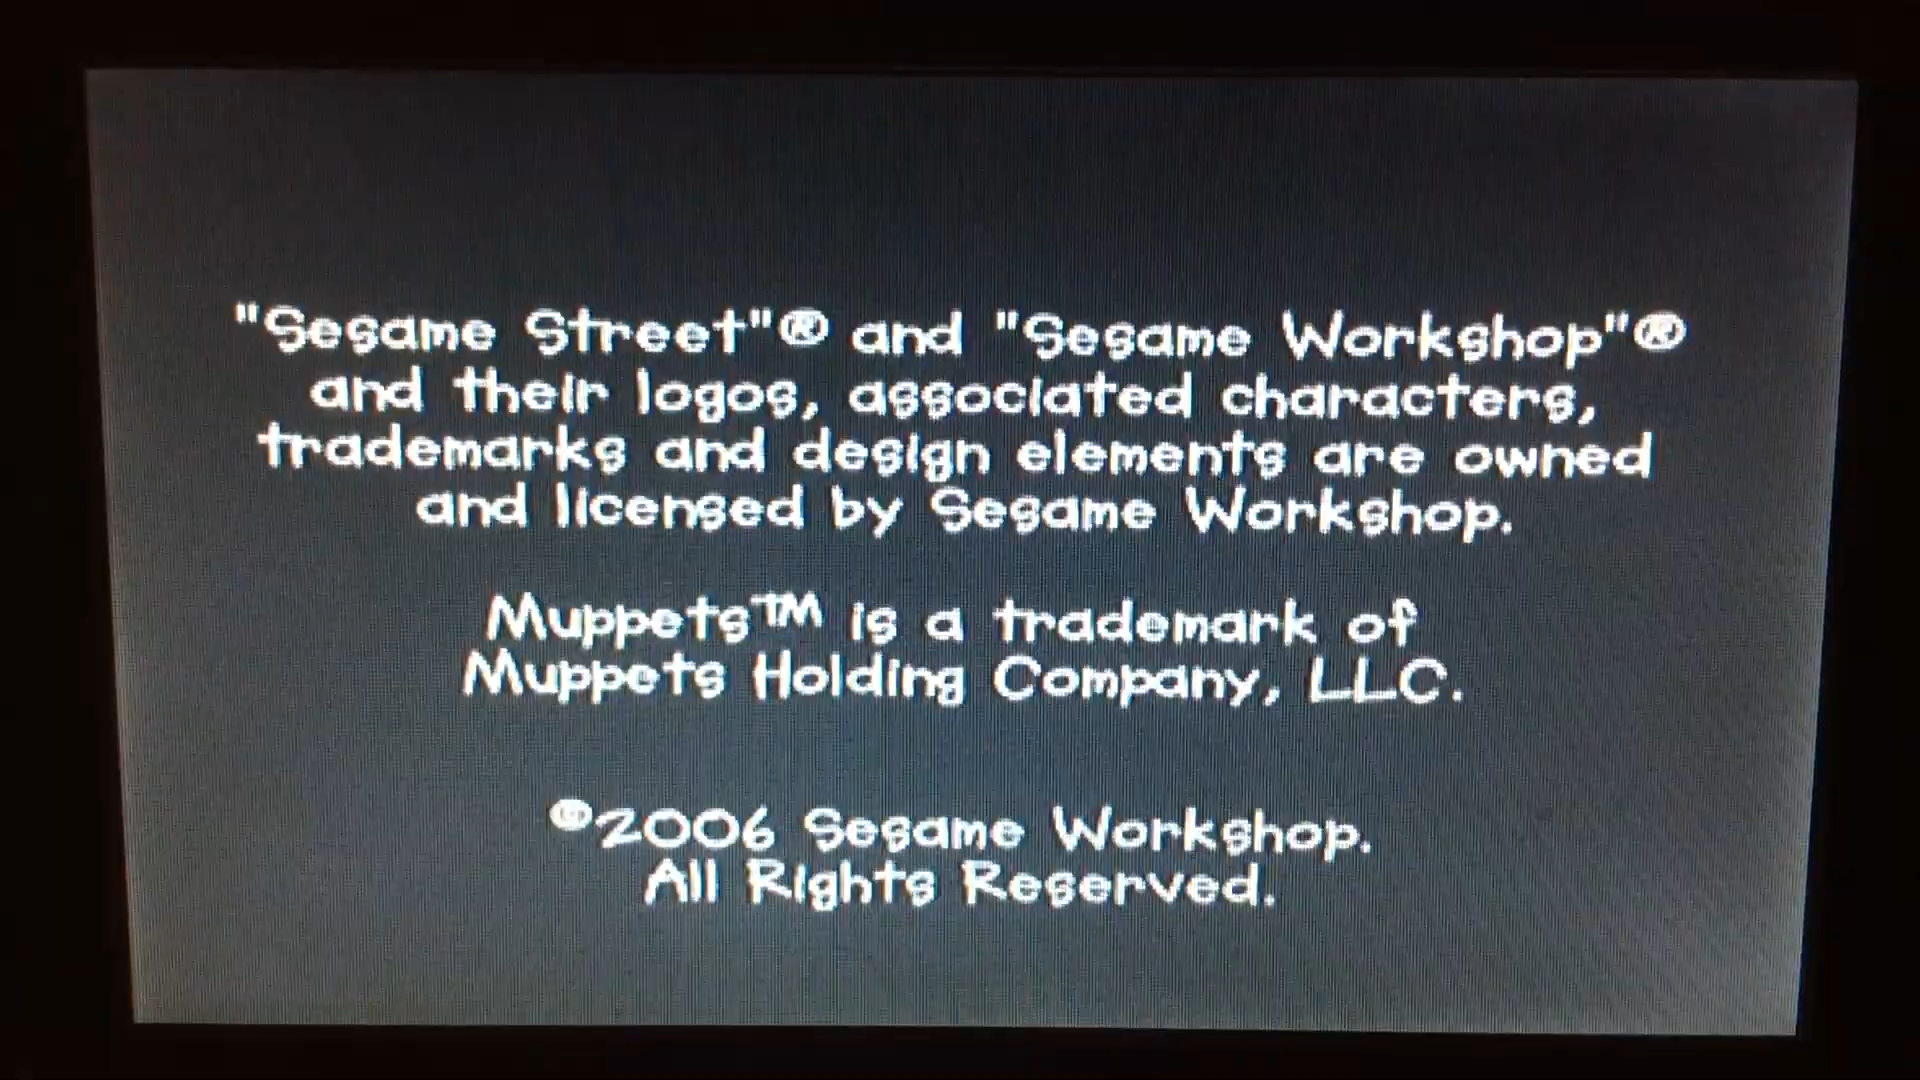 "Sesame Street"® and "Sesame Workshop"®
and their logos, associated characters,
trademarks and design elements are owned
and licensed by Sesame Workshop.
Muppets™ is a trademark of
Muppets Holding Company, LLC.
©2006 Sesame Workshop.
All Rights Reserved.